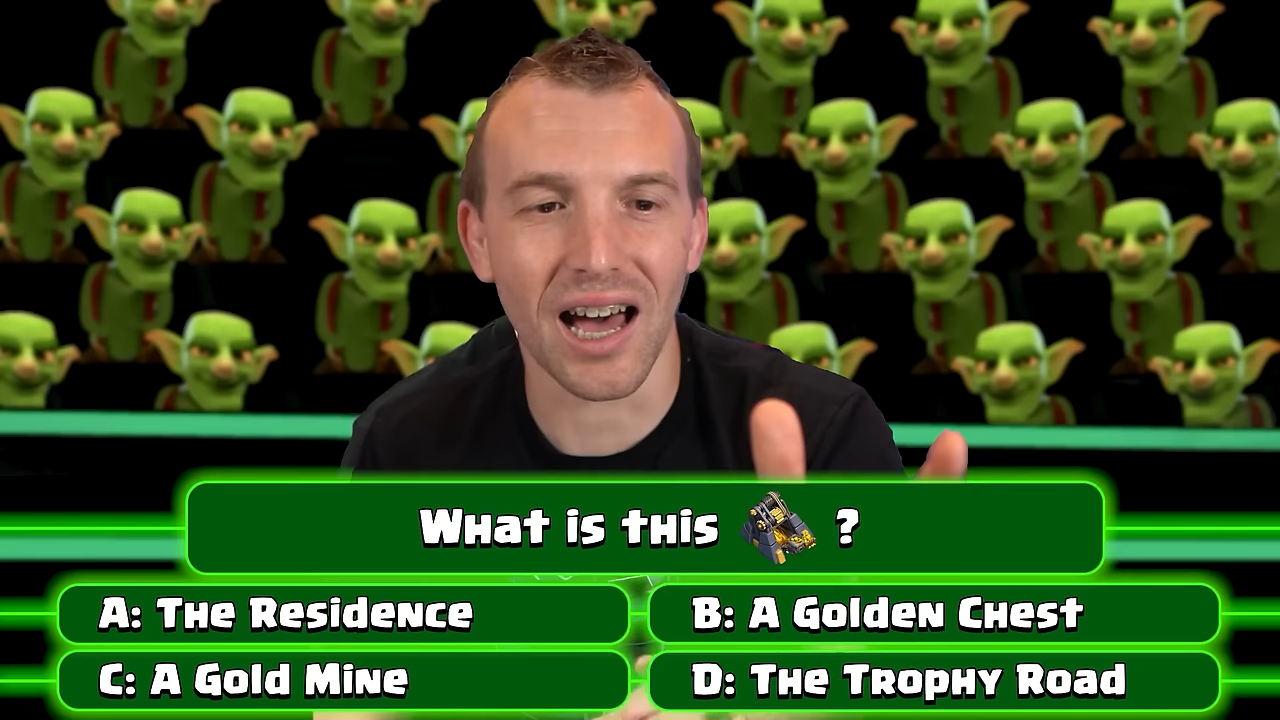 What is this ?
A: The Residence
B: A Golden Chest
C: A Gold Mine
D: The Trophy Road